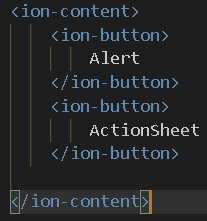 <ion-content>
<ion-button>
Alert
</ion-button>
<ion-button>
ActionSheet
</ion-button>
</ion-content>